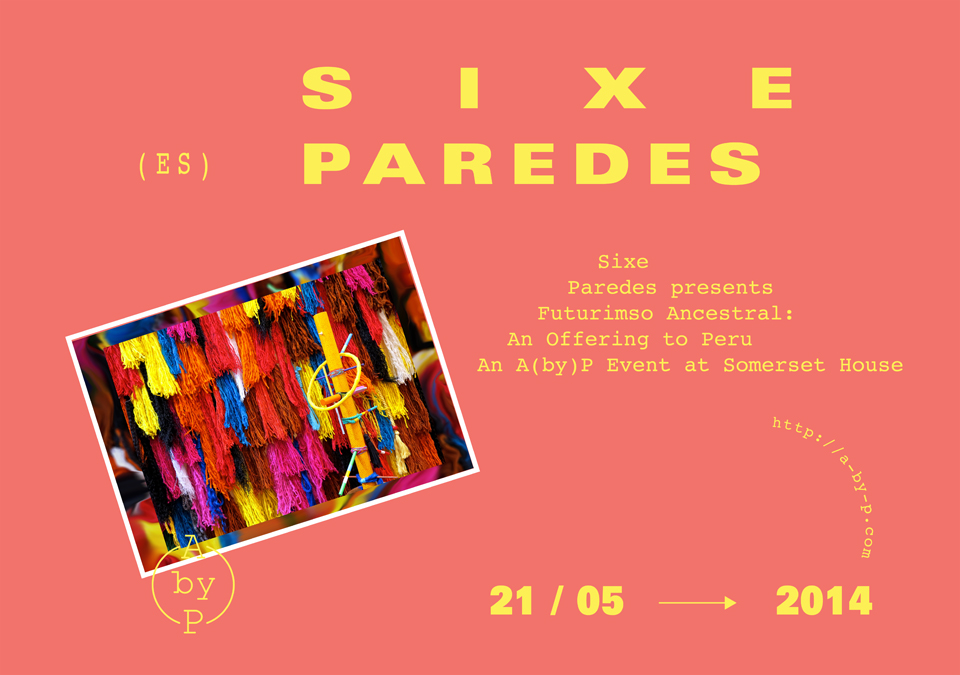 SIXE
(ES) PAREDES
Sixe
Paredes presents
Futurimso Ancestral:
An Offering to Peru
An A(by)P Event at Somerset House
http://a-by-p.com
A
by
P
21 / 05 → 2014